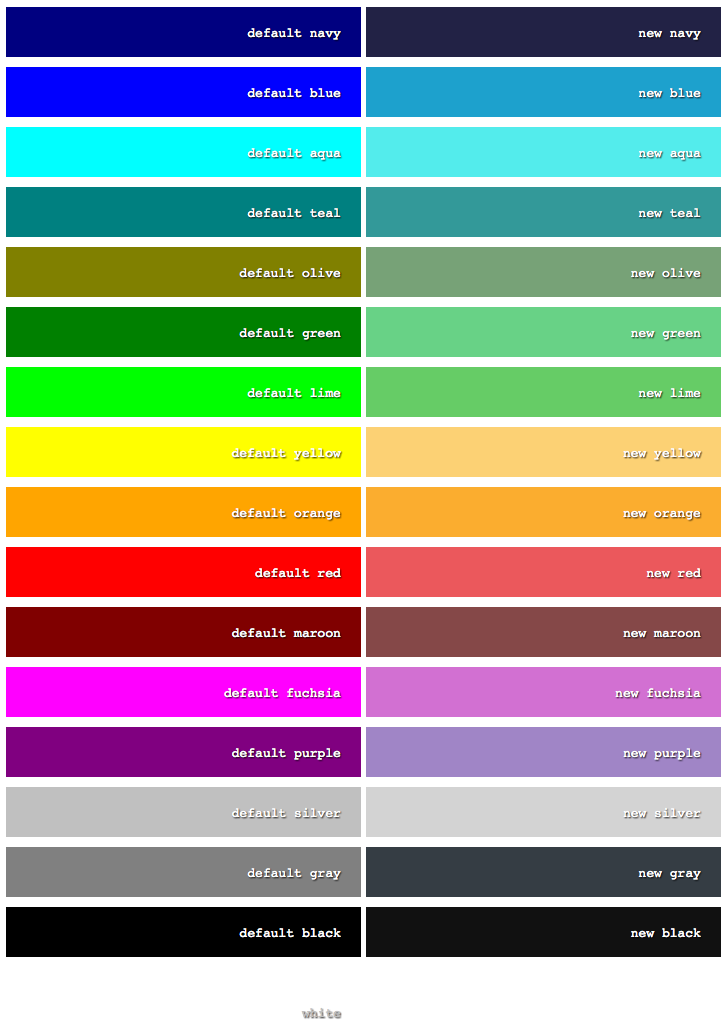 default navy new navy
default blue new blue
default aqua new aqua
default teal new teal
default olive new olive
default green new green
default lime new lime
default yellow new yellow
default orange new orange
default red new red
default maroon new maroon
default fuchsia new fuchsia
default purple new purple
default silver new silver
default gray new gray
default black new black
white